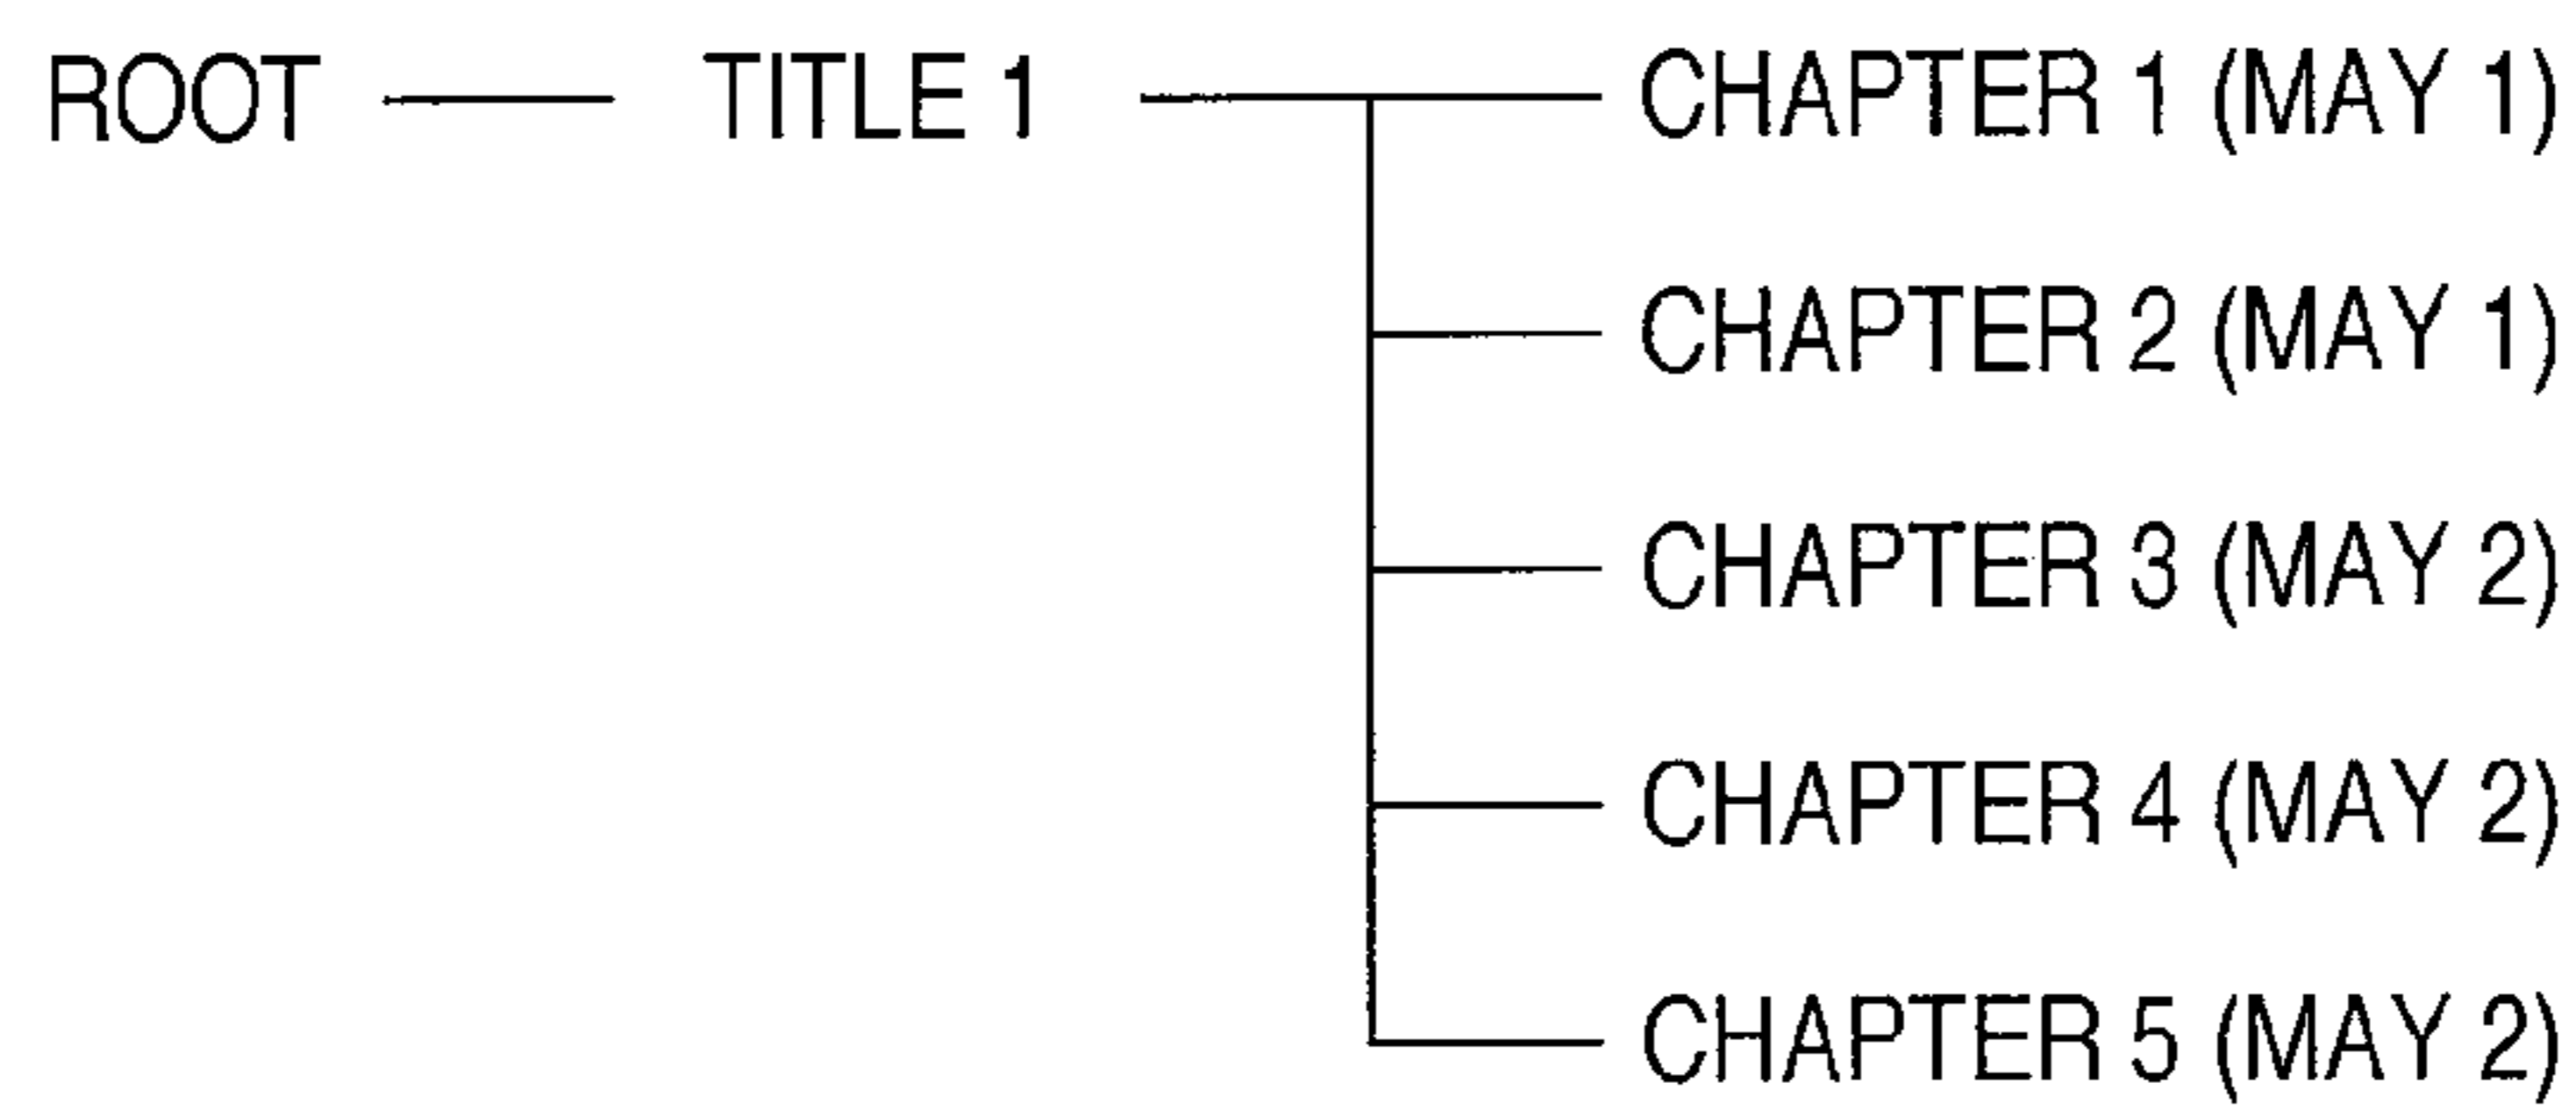 ROOT TITLE 1 CHAPTER 1 (MAY 1)
CHAPTER 2 (MAY 1)
CHAPTER 3 (MAY 2)
CHAPTER 4 (MAY 2)
CHAPTER 5 (MAY 2)